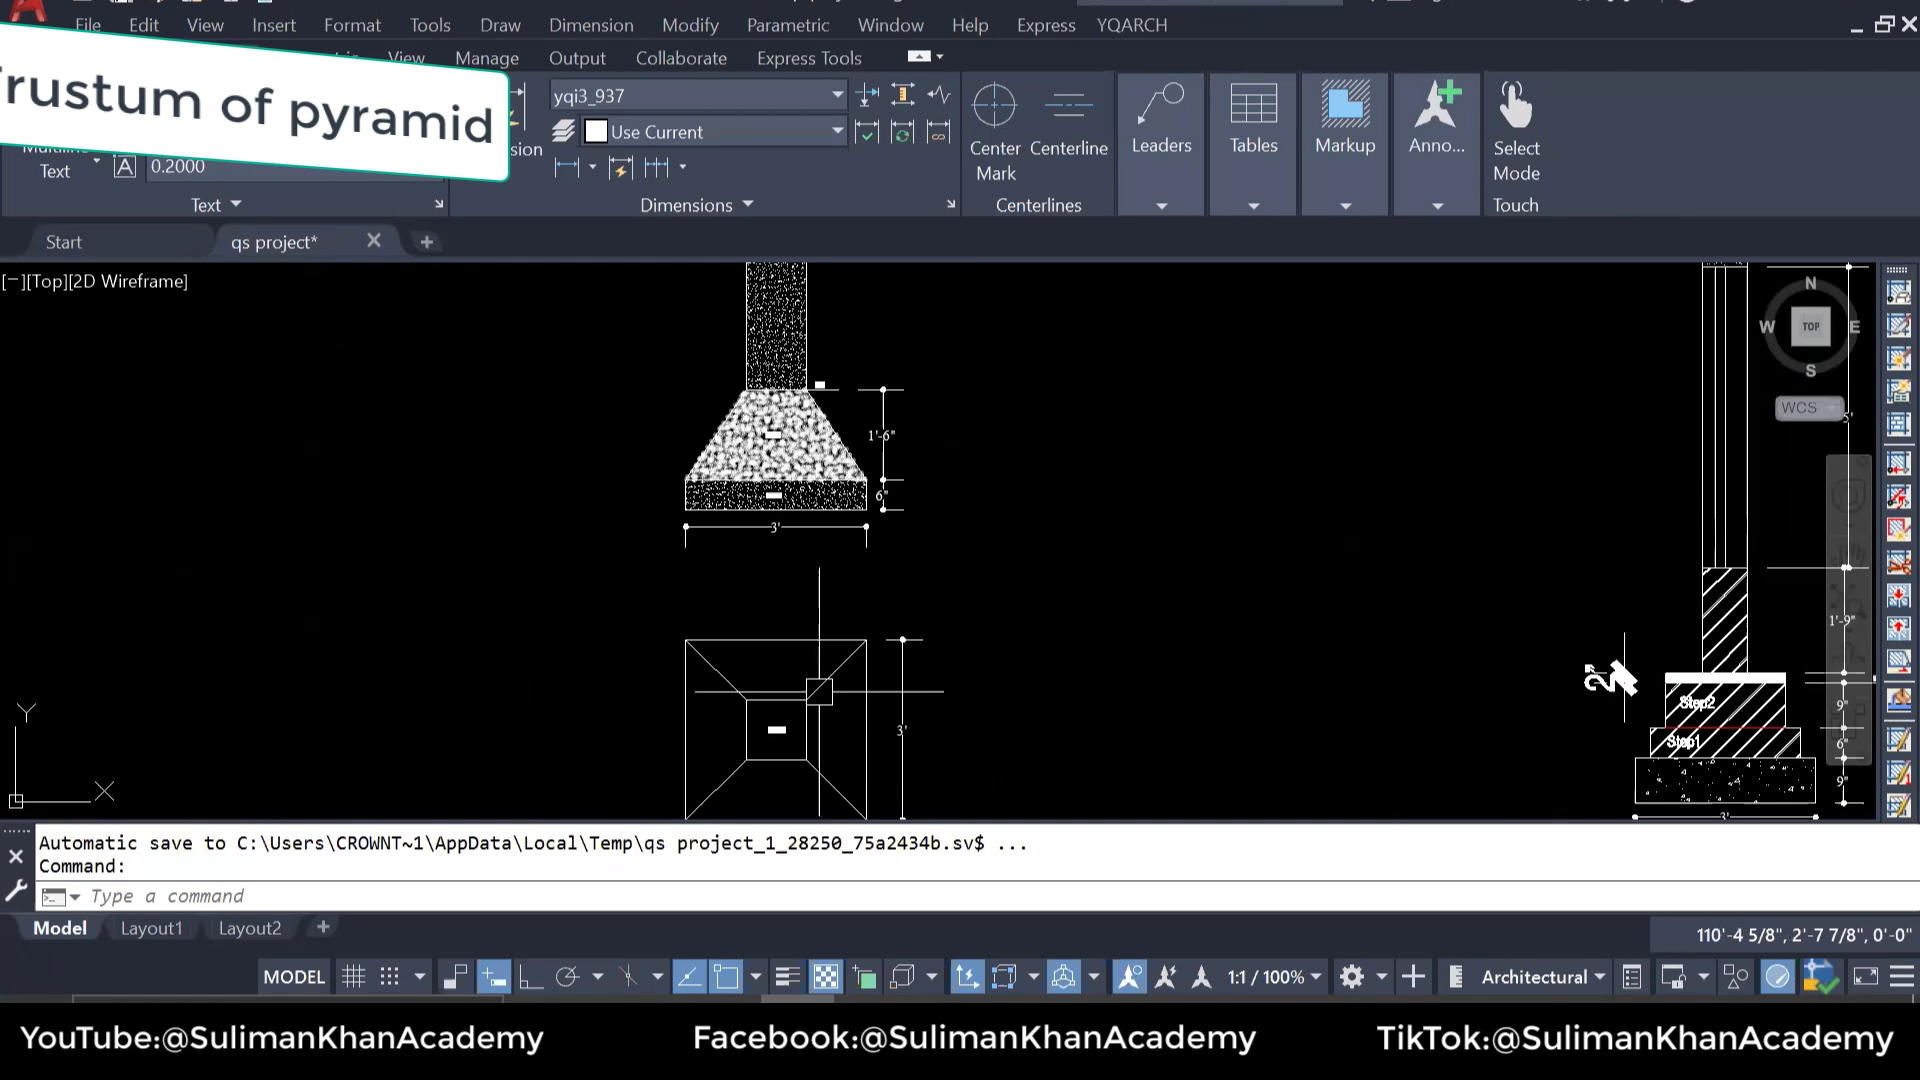 File Edit View Insert Format Tools Draw Dimension Modify Parametric Window Help Express YQARCH
View Manage Output Collaborate Express Tools
rustum of pyramid
yqi3_937
Use Current
Text
0.2000
Center Mark
Centerline
Leaders
Tables
Markup
Anno...
Select Mode
Text
Dimensions
Centerlines
Touch
Start
qs project*
[−][Top][2D Wireframe]
N
W
TOP
E
S
WCS
5'
1'-6"
6"
3'
3'
1'-9"
Step2
9"
Step1
6"
9"
3'
Y
X
Automatic save to C:\Users\CROWNT~1\AppData\Local\Temp\qs project_1_28250_75a2434b.sv$ ...
Command:
Type a command
Model Layout1 Layout2
110'-4 5/8", 2'-7 7/8", 0'-0"
MODEL
1:1 / 100%
Architectural
YouTube:@SulimanKhanAcademy
Facebook:@SulimanKhanAcademy
TikTok:@SulimanKhanAcademy